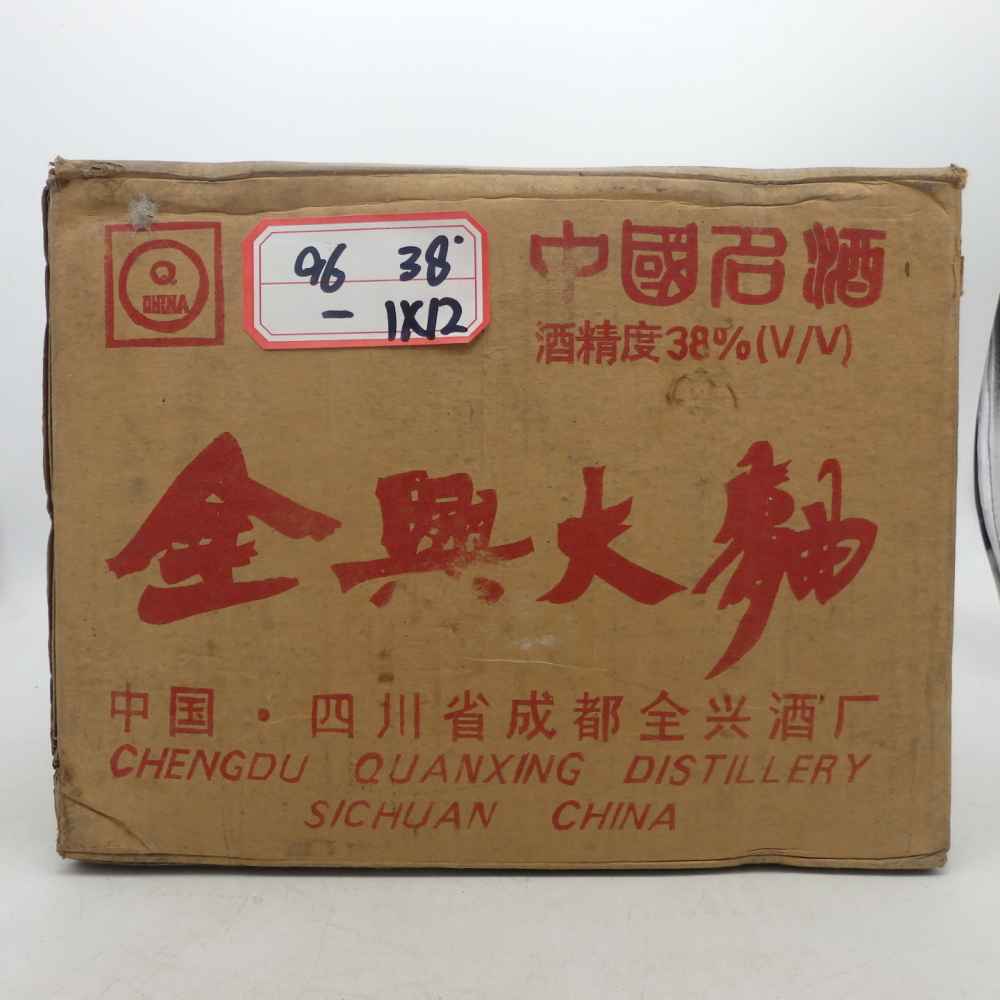 Q
CHINA
96 38°
- 1X12
中國名酒
酒精度38%(V/V)
全興大麯
中国·四川省成都全兴酒厂
CHENGDU QUANXING DISTILLERY
SICHUAN CHINA